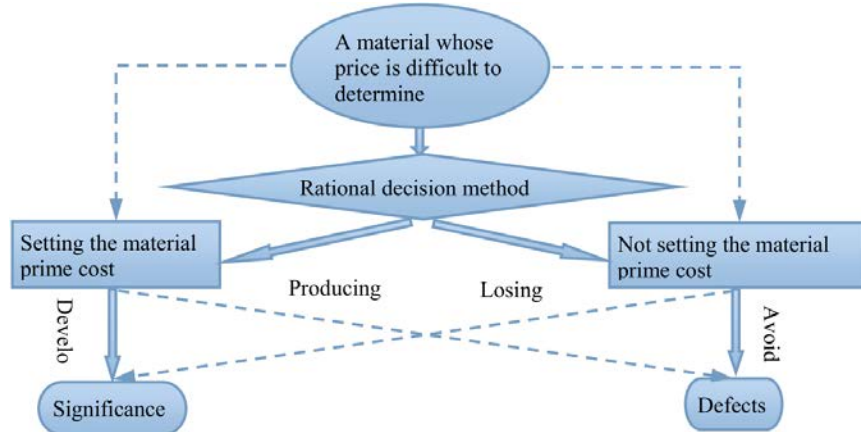 A material whose
price is difficult to
determine
Rational decision method
Setting the material
prime cost
Not setting the material
prime cost
Producing
Losing
Develo
Avoid
Significance
Defects